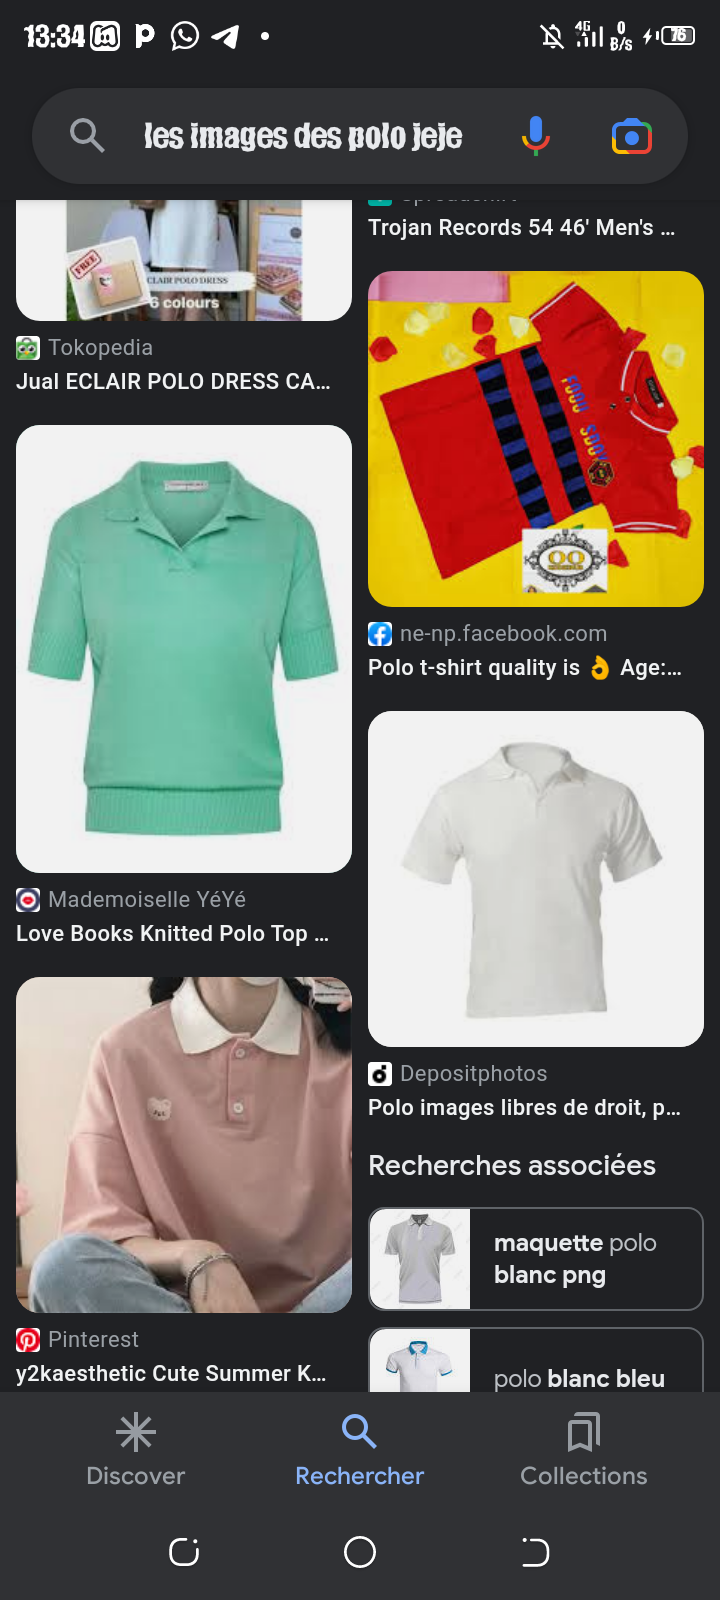 13:34
4G
0
B/s
76
les images des polo jeje
FREE
CLAIR POLO DRESS
6 colours
Tokopedia
Jual ECLAIR POLO DRESS CA...
Mademoiselle YéYé
Love Books Knitted Polo Top ...
Pinterest
y2kaesthetic Cute Summer K...
Trojan Records 54 46' Men's ...
ne-np.facebook.com
Polo t-shirt quality is 👌 Age:...
Depositphotos
Polo images libres de droit, p...
Recherches associées
maquette polo
blanc png
polo blanc bleu
Discover
Rechercher
Collections